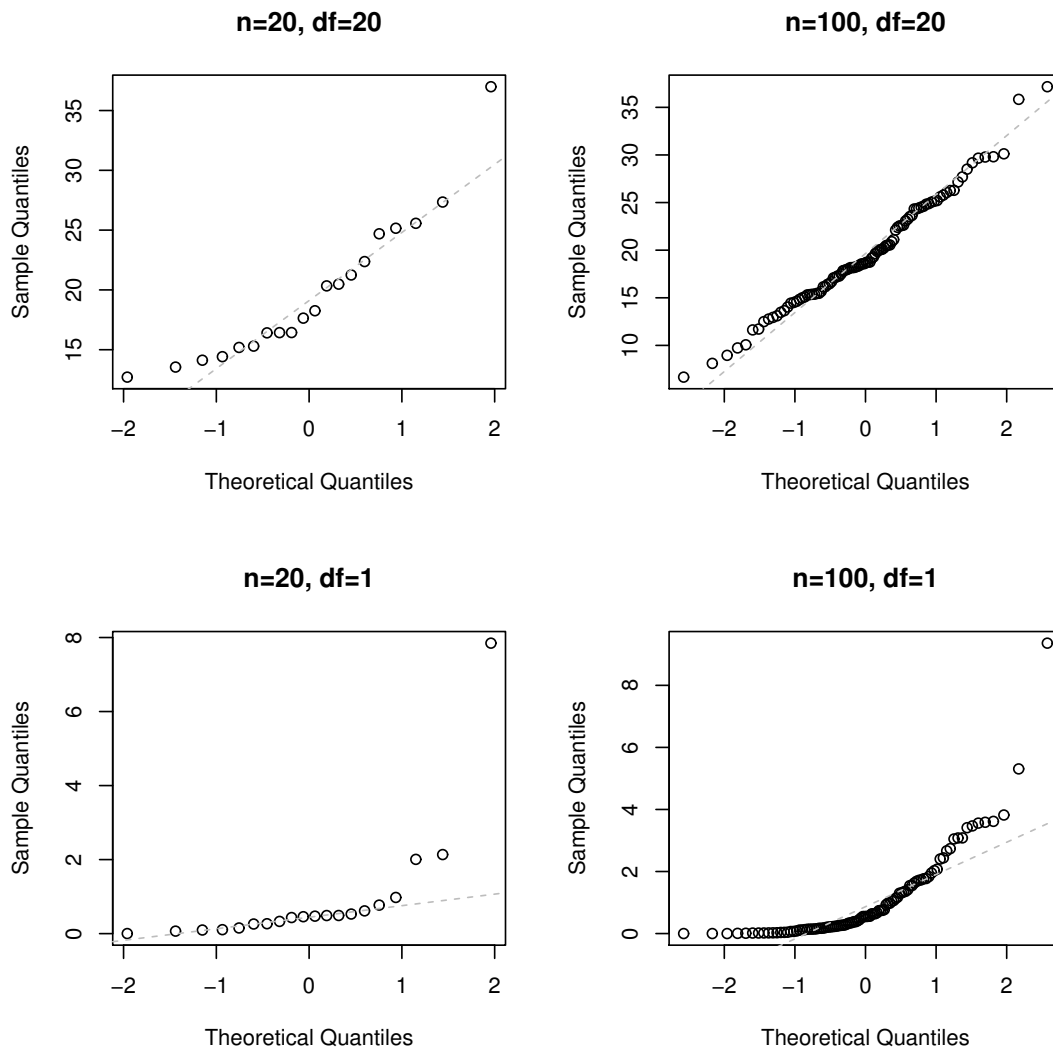 n=20, df=20
35
30
25
20
15
Sample Quantiles
−2 −1 0 1 2
Theoretical Quantiles
n=100, df=20
35
30
25
20
15
10
Sample Quantiles
−2 −1 0 1 2
Theoretical Quantiles
n=20, df=1
8
6
4
2
0
Sample Quantiles
−2 −1 0 1 2
Theoretical Quantiles
n=100, df=1
8
6
4
2
0
Sample Quantiles
−2 −1 0 1 2
Theoretical Quantiles